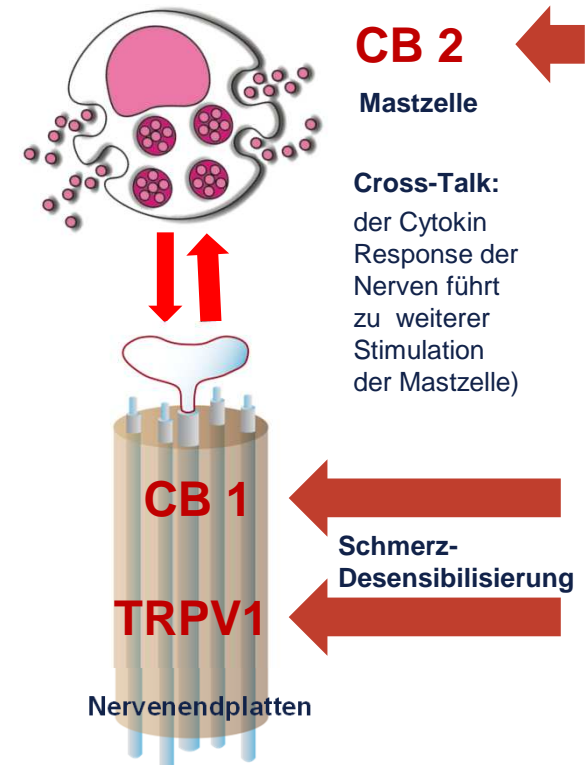 CB 2
Mastzelle
Cross-Talk:
der Cytokin
Response der
Nerven führt
zu weiterer
Stimulation
der Mastzelle)
CB 1
Schmerz-
Desensibilisierung
TRPV1
Nervenendplatten